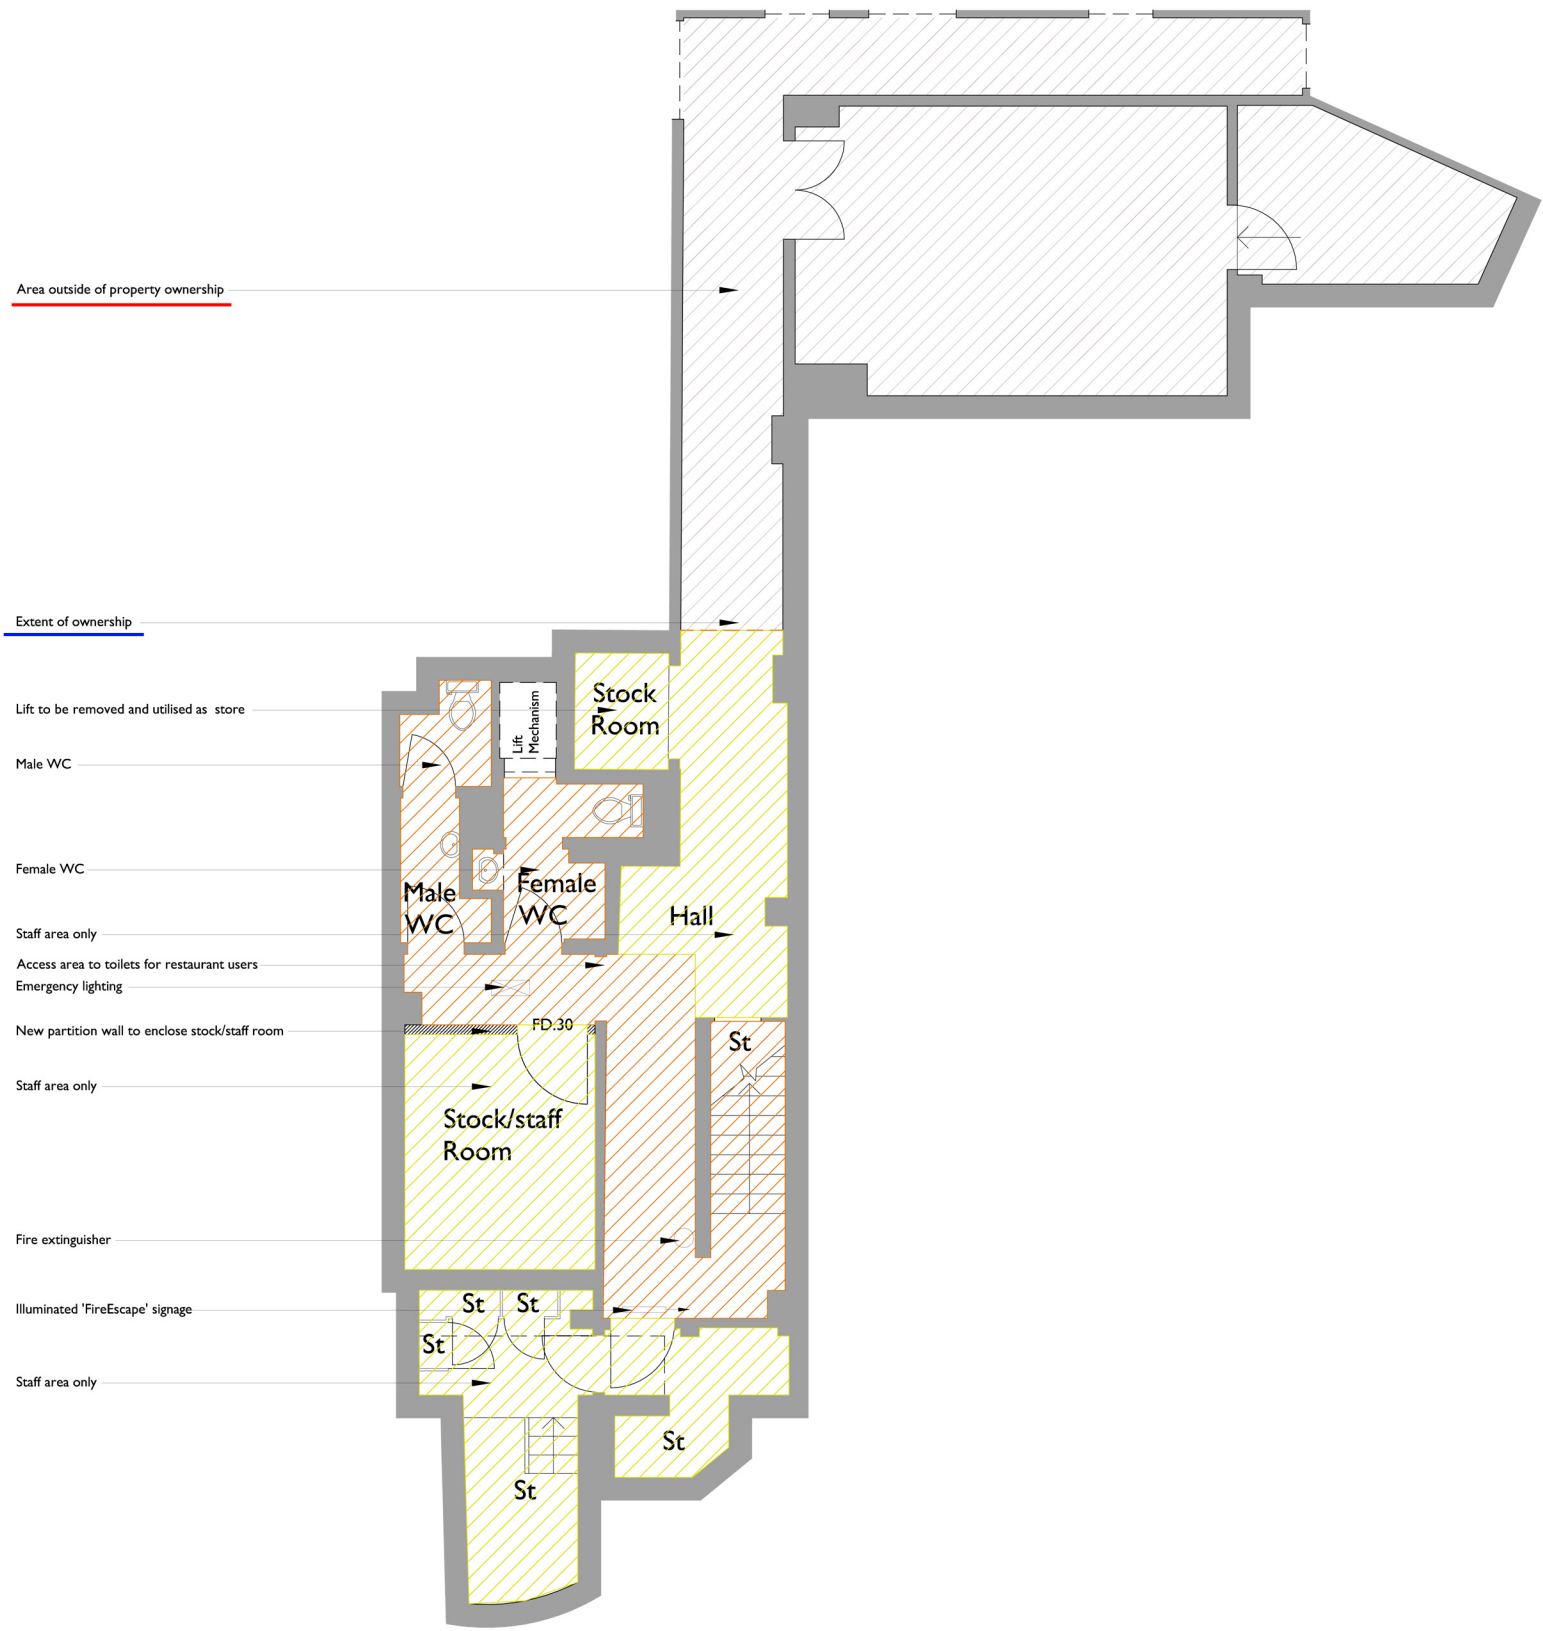 Area outside of property ownership
Extent of ownership
Lift
Mechanism
Stock
Room
Lift to be removed and utilised as store
Male WC
Female WC
Male
WC
Female
WC
Hall
Staff area only
Access area to toilets for restaurant users
Emergency lighting
New partition wall to enclose stock/staff room
FD.30
St
Staff area only
Stock/staff
Room
Fire extinguisher
Illuminated 'FireEscape' signage
St
St
St
Staff area only
St
St